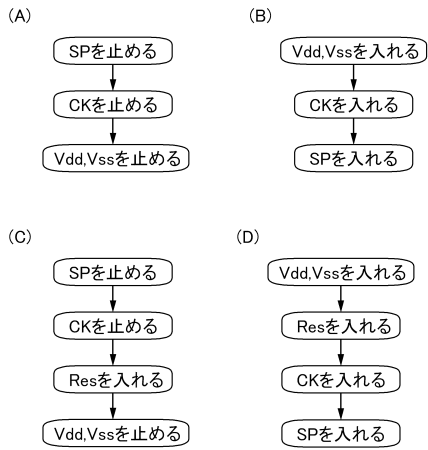 (A)
SPを止める
CKを止める
Vdd,Vssを止める
(B)
Vdd,Vssを入れる
CKを入れる
SPを入れる
(C)
SPを止める
CKを止める
Resを入れる
Vdd,Vssを止める
(D)
Vdd,Vssを入れる
Resを入れる
CKを入れる
SPを入れる